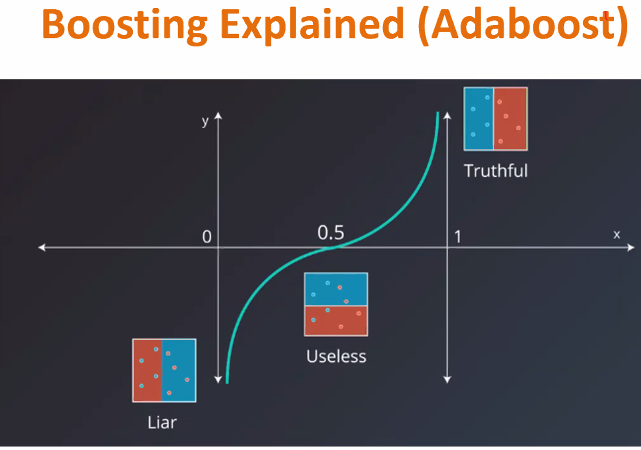 Boosting Explained (Adaboost)
y
Truthful
0
0.5
1
x
Useless
Liar